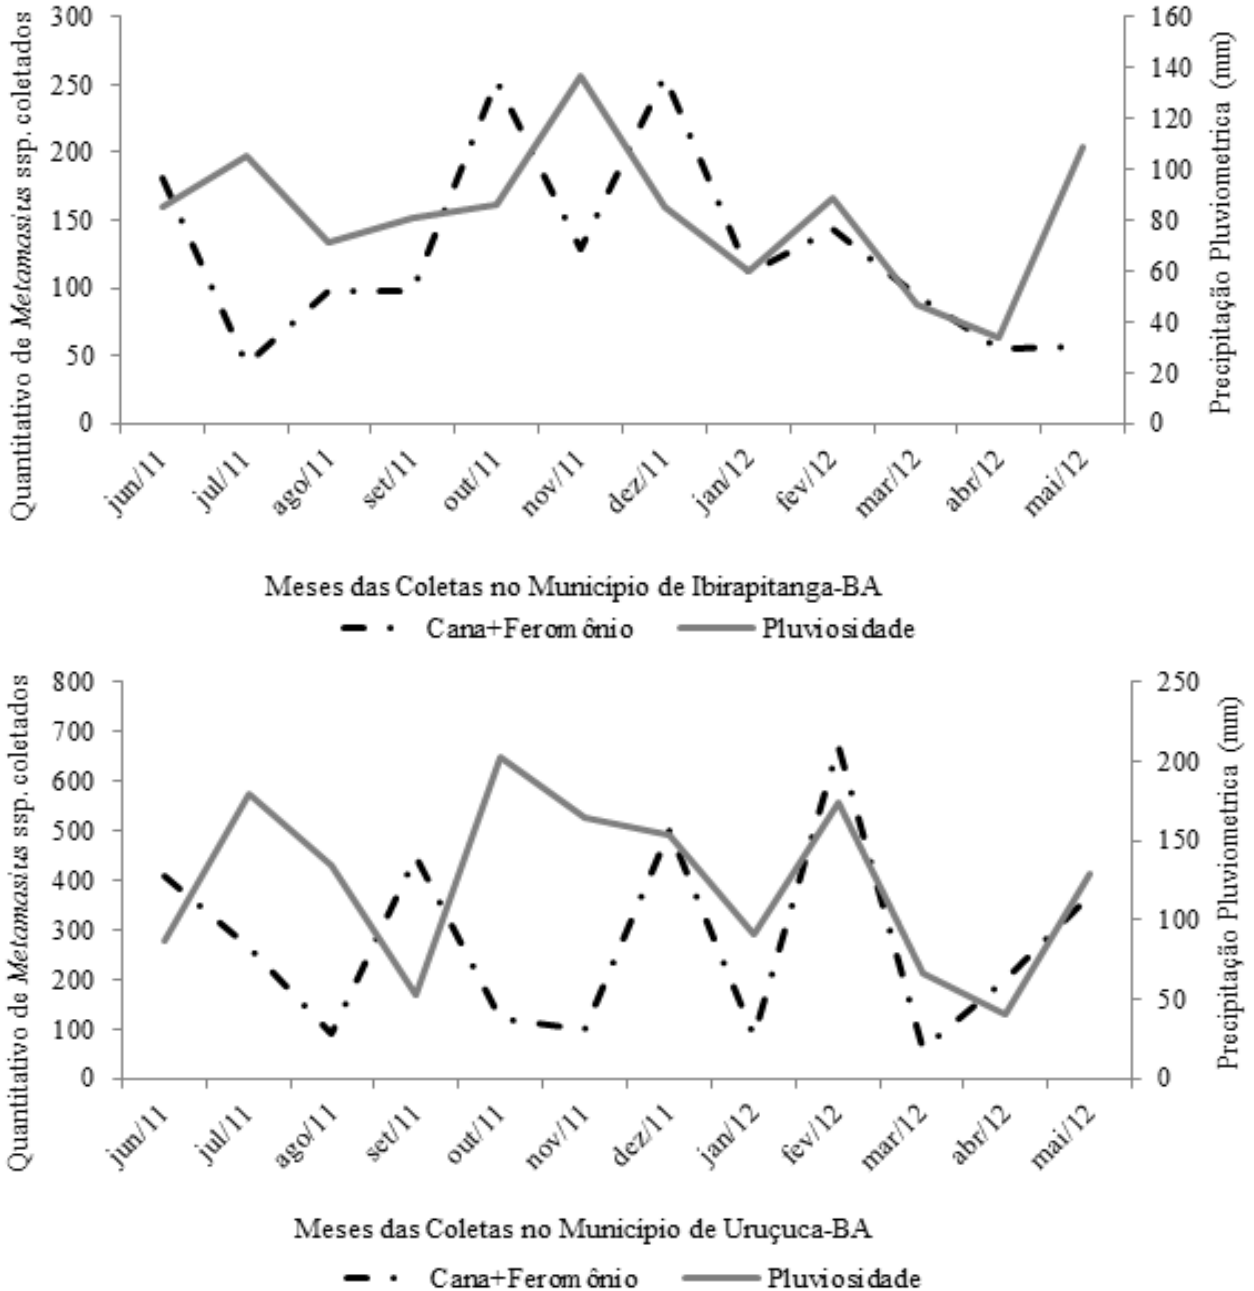 Quantitativo de Metamasius ssp. coletados
300
250
200
150
100
50
0
160
140
120
100
80
60
40
20
0
Precipitação Pluviometrica (mm)
jun/11
jul/11
ago/11
set/11
out/11
nov/11
dez/11
jan/12
fev/12
mar/12
abr/12
mai/12
Meses das Coletas no Município de Ibirapitanga-BA
Cana+Feromônio Pluviosidade
Quantitativo de Metamasius ssp. coletados
800
700
600
500
400
300
200
100
0
250
200
150
100
50
0
Precipitação Pluviometrica (mm)
jun/11
jul/11
ago/11
set/11
out/11
nov/11
dez/11
jan/12
fev/12
mar/12
abr/12
mai/12
Meses das Coletas no Município de Uruçuca-BA
Cana+Feromônio Pluviosidade